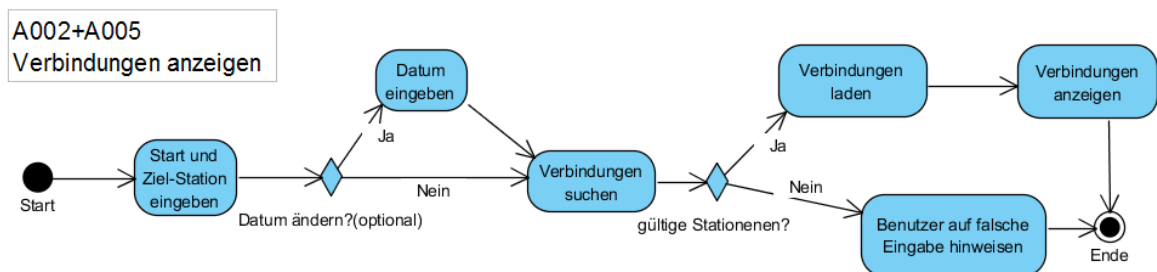 A002+A005
Verbindungen anzeigen
Start
Start und
Ziel-Station
eingeben
Datum ändern?(optional)
Ja
Nein
Datum
eingeben
Verbindungen
suchen
gültige Stationenen?
Ja
Nein
Verbindungen
laden
Verbindungen
anzeigen
Benutzer auf falsche
Eingabe hinweisen
Ende